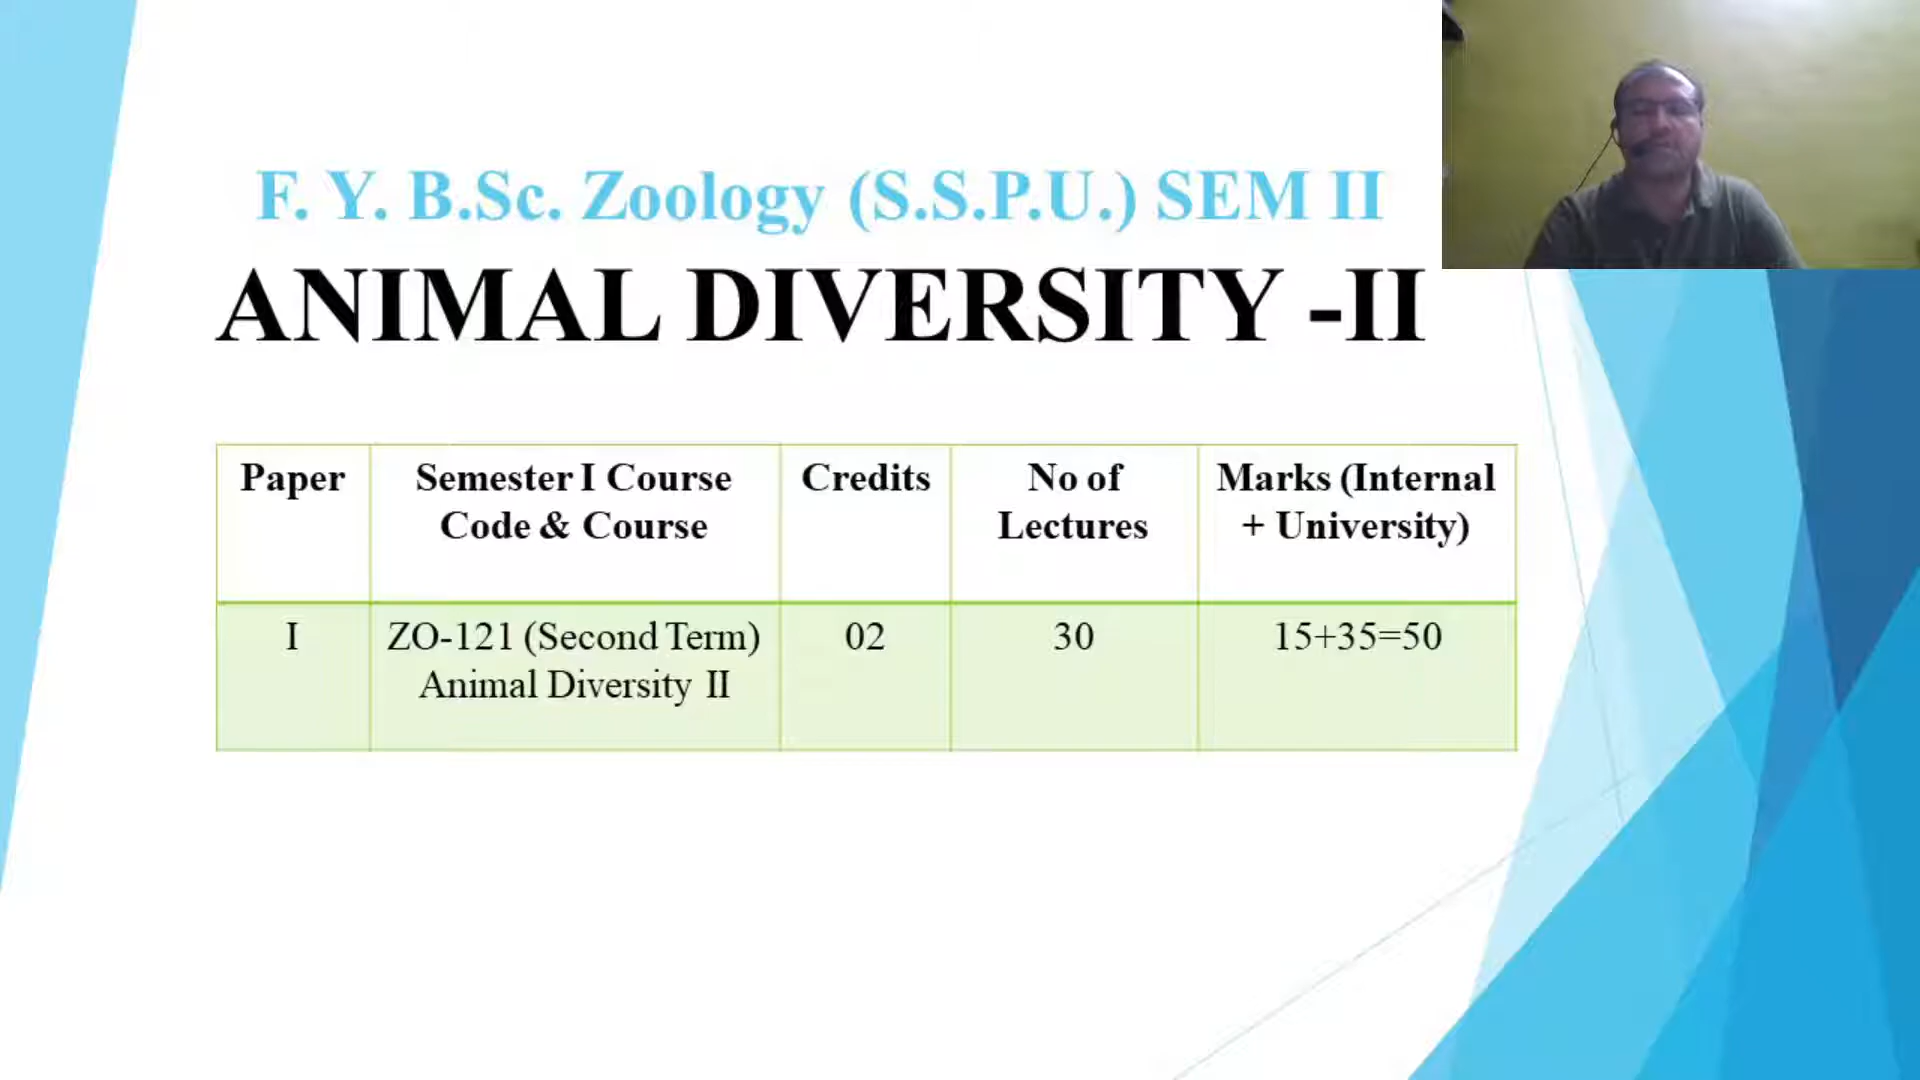 F. Y. B.Sc. Zoology (S.S.P.U.) SEM II
ANIMAL DIVERSITY -II
Paper
Semester I Course
Code & Course
Credits
No of
Lectures
Marks (Internal
+ University)
I
ZO-121 (Second Term)
Animal Diversity II
02
30
15+35=50